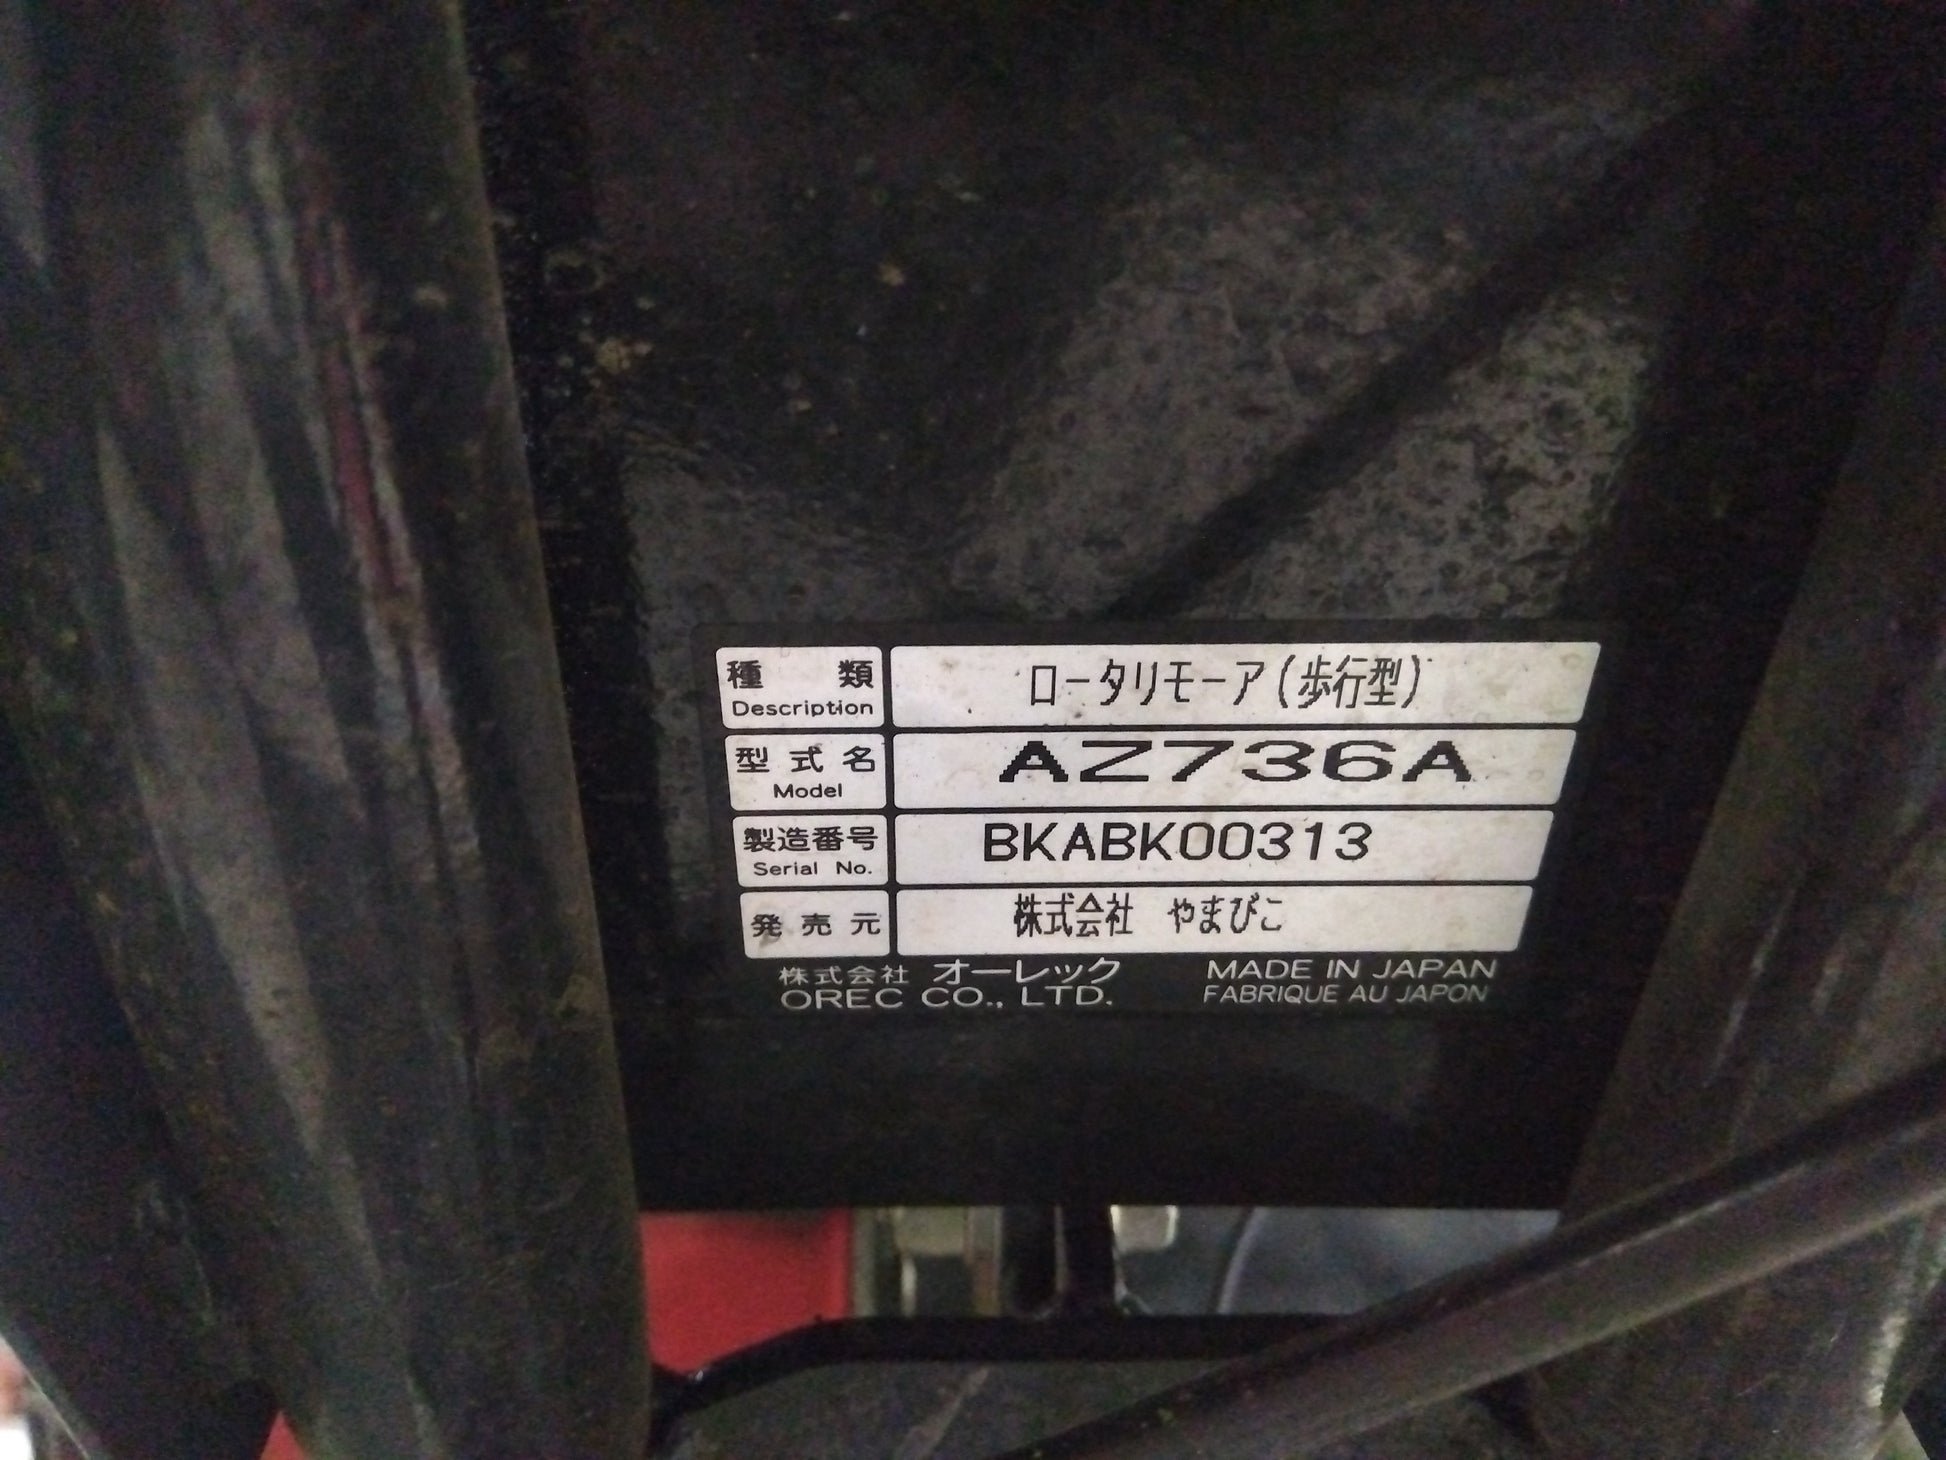 種 類 ロータリモーア(歩行型)
Description
型式名 AZ736A
Model
製造番号 BKABK00313
Serial No.
発売元 株式会社 やまびこ
株式会社 オーレック MADE IN JAPAN
OREC CO., LTD. FABRIQUE AU JAPON